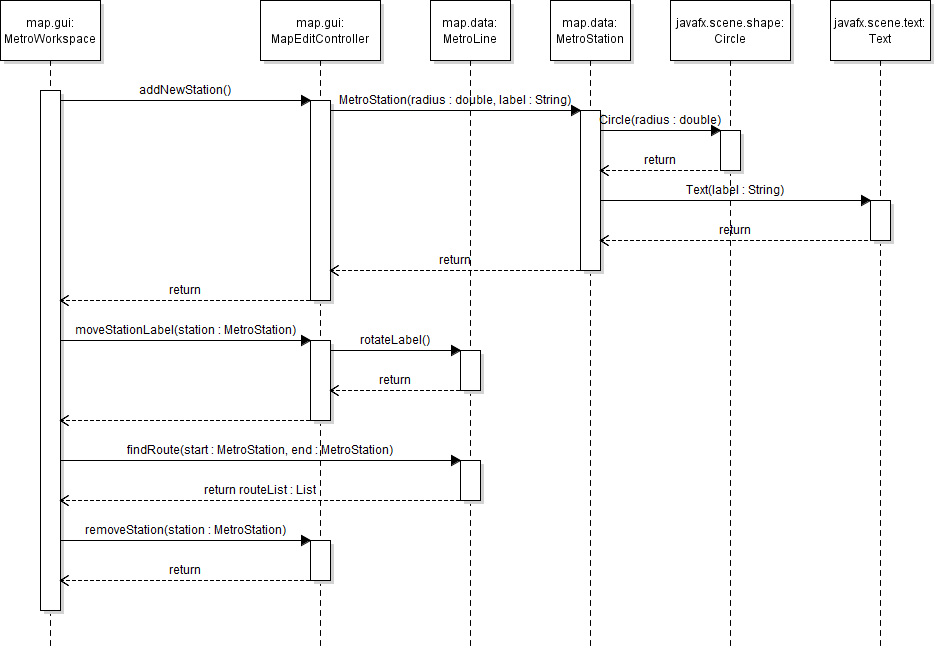 map.gui:
MetroWorkspace
map.gui:
MapEditController
map.data:
MetroLine
map.data:
MetroStation
javafx.scene.shape:
Circle
javafx.scene.text:
Text
addNewStation()
MetroStation(radius : double, label : String)
Circle(radius : double)
return
Text(label : String)
return
return
return
moveStationLabel(station : MetroStation)
rotateLabel()
return
findRoute(start : MetroStation, end : MetroStation)
return routeList : List
removeStation(station : MetroStation)
return